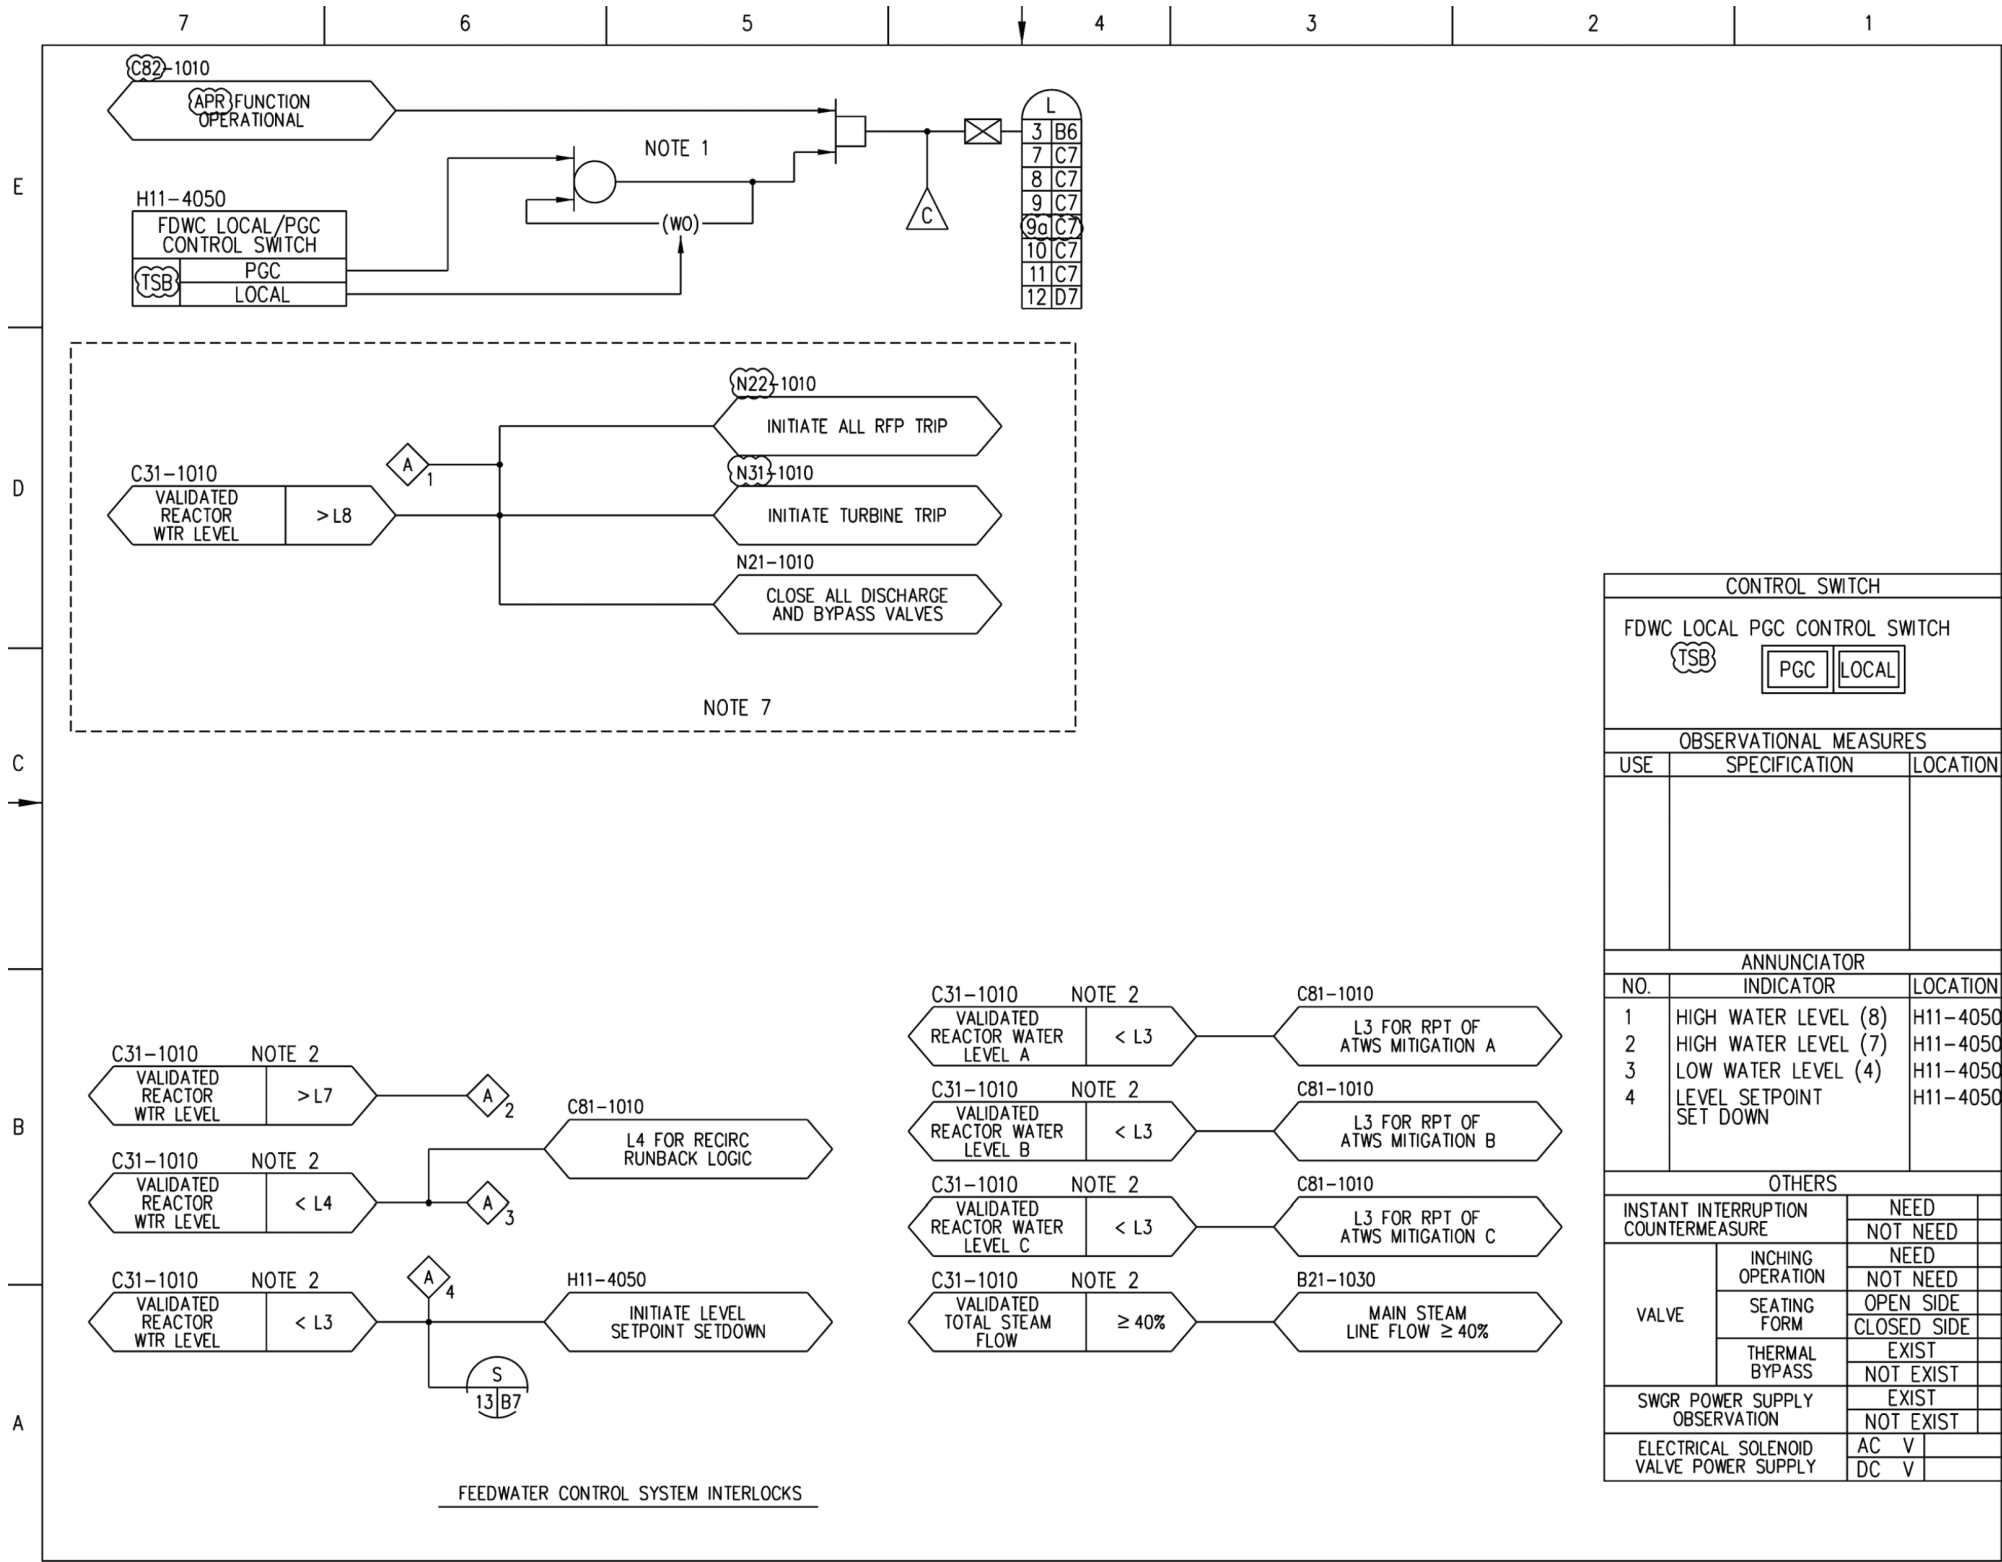 7 6 5 4 3 2 1
E
D
C
B
A
C82-1010
APR FUNCTION
OPERATIONAL
NOTE 1
H11-4050
FDWC LOCAL/PGC
CONTROL SWITCH
TSB
PGC
LOCAL
(WO)
C
L
3 B6
7 C7
8 C7
9 C7
9a C7
10 C7
11 C7
12 D7
C31-1010
VALIDATED
REACTOR
WTR LEVEL
> L8
A
1
N22-1010
INITIATE ALL RFP TRIP
N31-1010
INITIATE TURBINE TRIP
N21-1010
CLOSE ALL DISCHARGE
AND BYPASS VALVES
NOTE 7
C31-1010 NOTE 2
VALIDATED
REACTOR
WTR LEVEL
> L7
A
2
C31-1010 NOTE 2
VALIDATED
REACTOR
WTR LEVEL
< L4
A
3
C81-1010
L4 FOR RECIRC
RUNBACK LOGIC
C31-1010 NOTE 2
VALIDATED
REACTOR
WTR LEVEL
< L3
A
4
H11-4050
INITIATE LEVEL
SETPOINT SETDOWN
S
13 B7
C31-1010 NOTE 2
VALIDATED
REACTOR WATER
LEVEL A
< L3
C81-1010
L3 FOR RPT OF
ATWS MITIGATION A
C31-1010 NOTE 2
VALIDATED
REACTOR WATER
LEVEL B
< L3
C81-1010
L3 FOR RPT OF
ATWS MITIGATION B
C31-1010 NOTE 2
VALIDATED
REACTOR WATER
LEVEL C
< L3
C81-1010
L3 FOR RPT OF
ATWS MITIGATION C
C31-1010 NOTE 2
VALIDATED
TOTAL STEAM
FLOW
≥ 40%
B21-1030
MAIN STEAM
LINE FLOW ≥ 40%
FEEDWATER CONTROL SYSTEM INTERLOCKS
CONTROL SWITCH
FDWC LOCAL PGC CONTROL SWITCH
TSB
PGC LOCAL
OBSERVATIONAL MEASURES
USE SPECIFICATION LOCATION
ANNUNCIATOR
NO. INDICATOR LOCATION
1 HIGH WATER LEVEL (8) H11-4050
2 HIGH WATER LEVEL (7) H11-4050
3 LOW WATER LEVEL (4) H11-4050
4 LEVEL SETPOINT H11-4050
SET DOWN
OTHERS
INSTANT INTERRUPTION
COUNTERMEASURE
NEED
NOT NEED
VALVE
INCHING
OPERATION
NEED
NOT NEED
SEATING
FORM
OPEN SIDE
CLOSED SIDE
THERMAL
BYPASS
EXIST
NOT EXIST
SWGR POWER SUPPLY
OBSERVATION
EXIST
NOT EXIST
ELECTRICAL SOLENOID
VALVE POWER SUPPLY
AC V
DC V